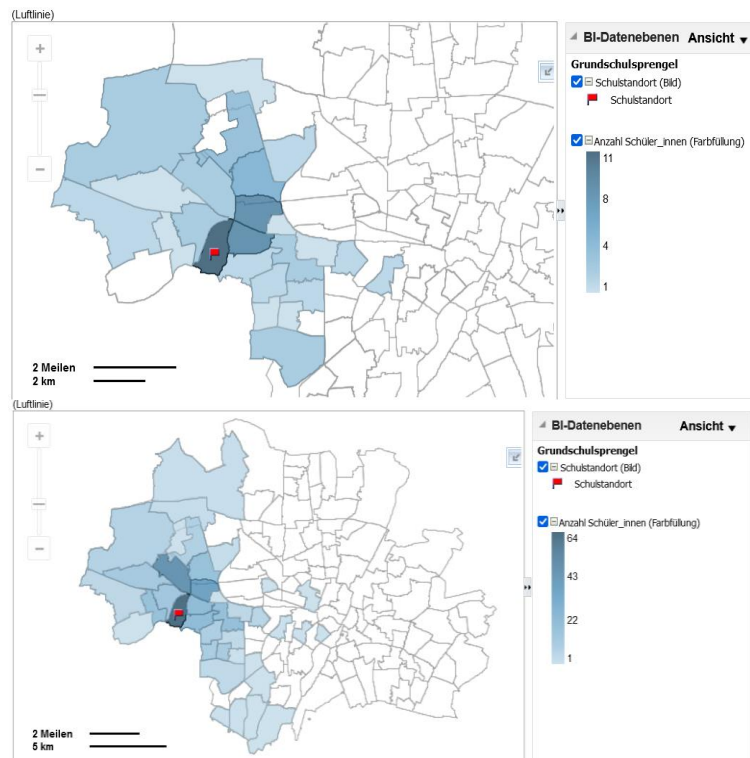 (Luftlinie)
+
−
2 Meilen
2 km
BI-Datenebenen Ansicht
Grundschulsprengel
Schulstandort (Bild)
Schulstandort
Anzahl Schüler_innen (Farbfüllung)
11
8
4
1
(Luftlinie)
+
−
2 Meilen
5 km
BI-Datenebenen Ansicht
Grundschulsprengel
Schulstandort (Bild)
Schulstandort
Anzahl Schüler_innen (Farbfüllung)
64
43
22
1